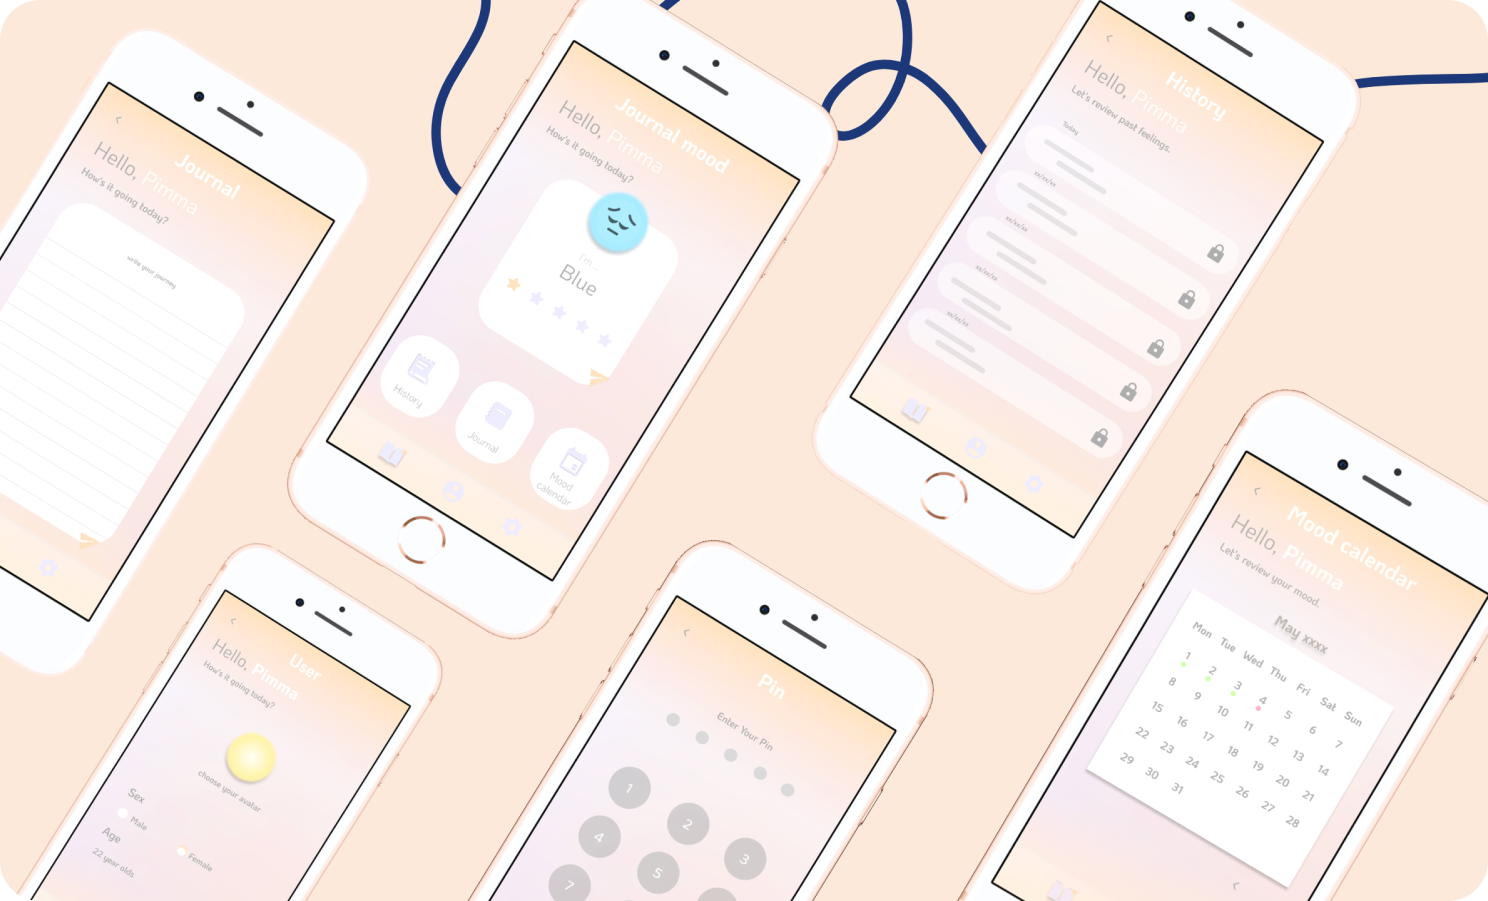 Journal
Hello, Pimma
How's it going today?
write your journey
Journal mood
Hello, Pimma
How's it going today?
I'm...
Blue
History
Journal
Mood
calendar
History
Hello, Pimma
Let's review past feelings.
Today
xx/xx/xx
xx/xx/xx
xx/xx/xx
xx/xx/xx
User
Hello, Pimma
How's it going today?
choose your avatar
Sex
Male
Female
Age
22 year olds
Pin
Enter Your Pin
1
2
3
4
5
7
Mood calendar
Hello, Pimma
Let's review your mood.
May xxxx
Mon Tue Wed Thu Fri Sat Sun
1 2 3 4 5 6 7
8 9 10 11 12 13 14
15 16 17 18 19 20 21
22 23 24 25 26 27 28
29 30 31